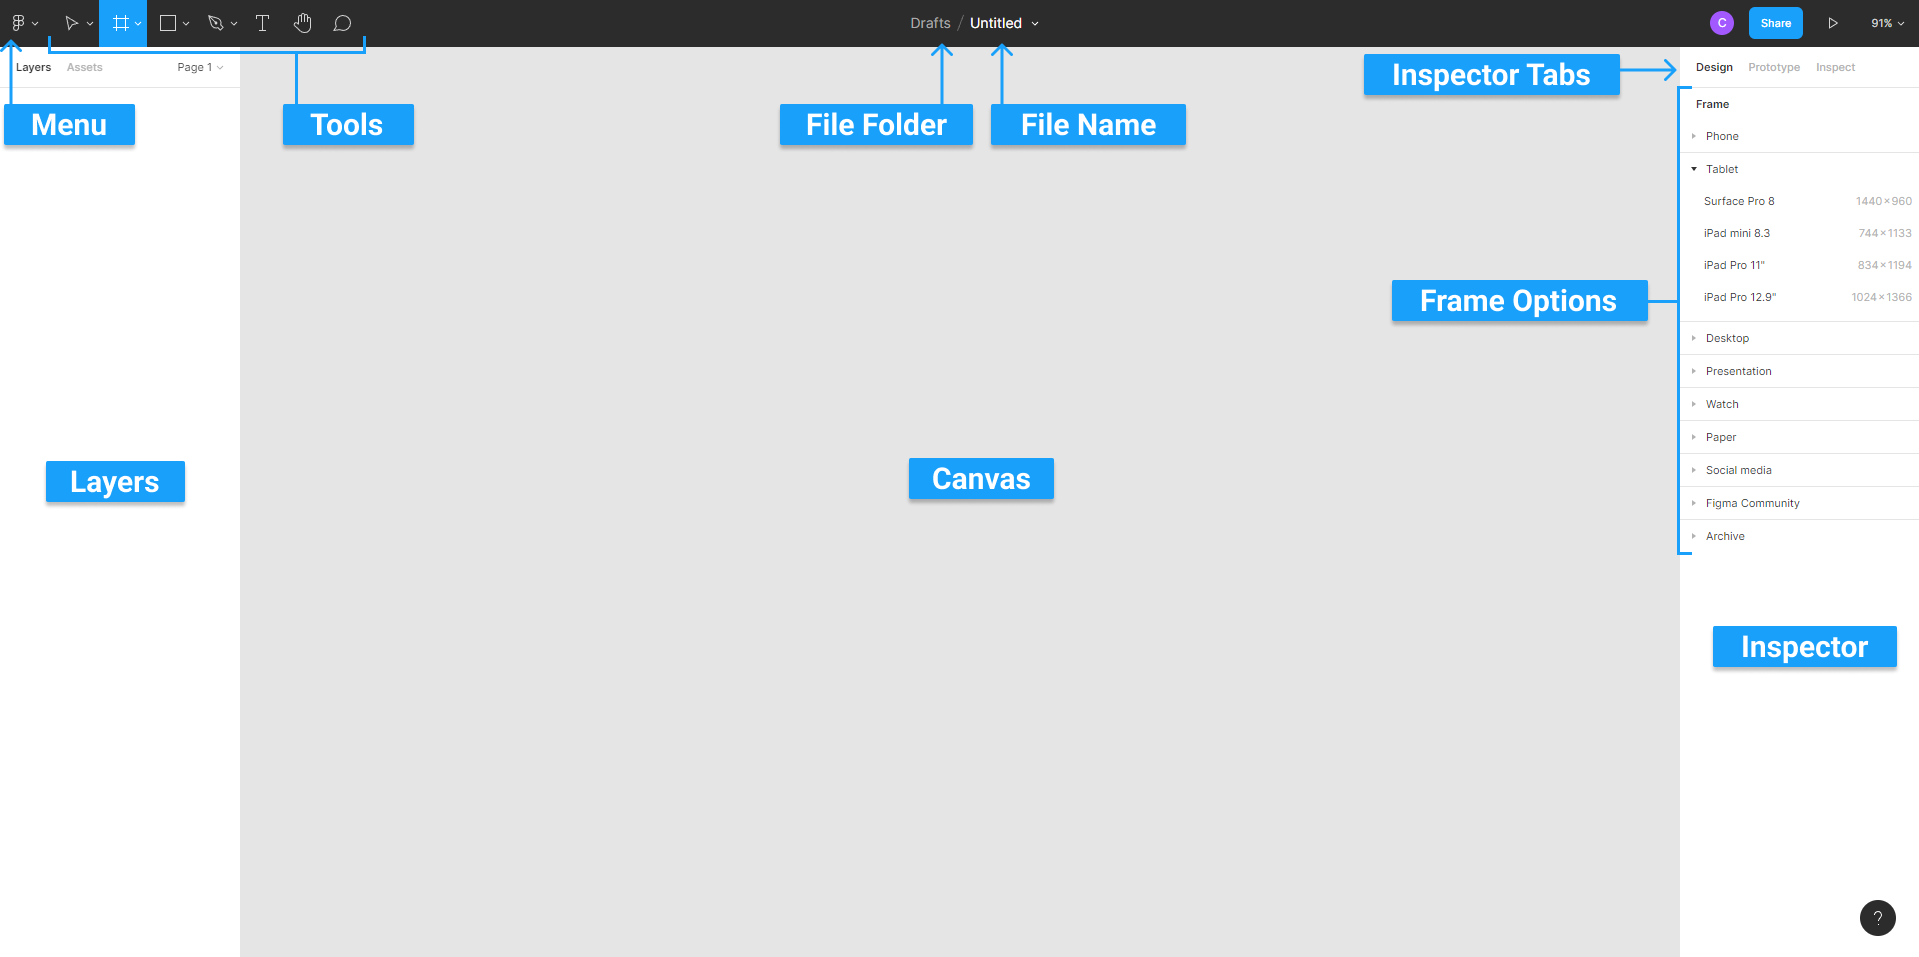 Drafts / Untitled
C
Share
91%
Layers
Assets
Page 1
Inspector Tabs
Design
Prototype
Inspect
Menu
Tools
File Folder
File Name
Frame
Phone
Tablet
Surface Pro 8
1440×960
iPad mini 8.3
744×1133
iPad Pro 11"
834×1194
iPad Pro 12.9"
1024×1366
Frame Options
Desktop
Presentation
Watch
Paper
Social media
Figma Community
Archive
Layers
Canvas
Inspector
?